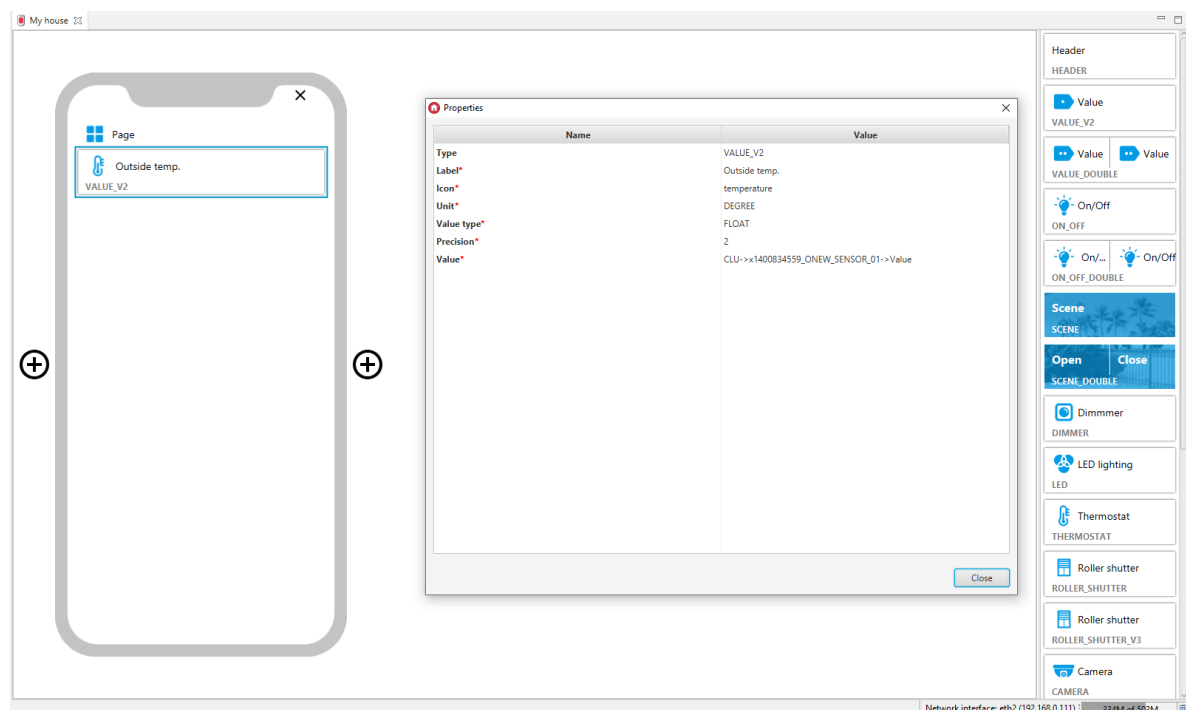 My house
Page
Outside temp.
VALUE_V2
Properties
Name Value
Type VALUE_V2
Label* Outside temp.
Icon* temperature
Unit* DEGREE
Value type* FLOAT
Precision* 2
Value* CLU->x1400834559_ONEW_SENSOR_01->Value
Close
Header
HEADER
Value
VALUE_V2
Value Value
VALUE_DOUBLE
On/Off
ON_OFF
On/... On/Off
ON_OFF_DOUBLE
Scene
SCENE
Open Close
SCENE_DOUBLE
Dimmmer
DIMMER
LED lighting
LED
Thermostat
THERMOSTAT
Roller shutter
ROLLER_SHUTTER
Roller shutter
ROLLER_SHUTTER_V3
Camera
CAMERA
Network interface: eth2 (192.168.0.111)